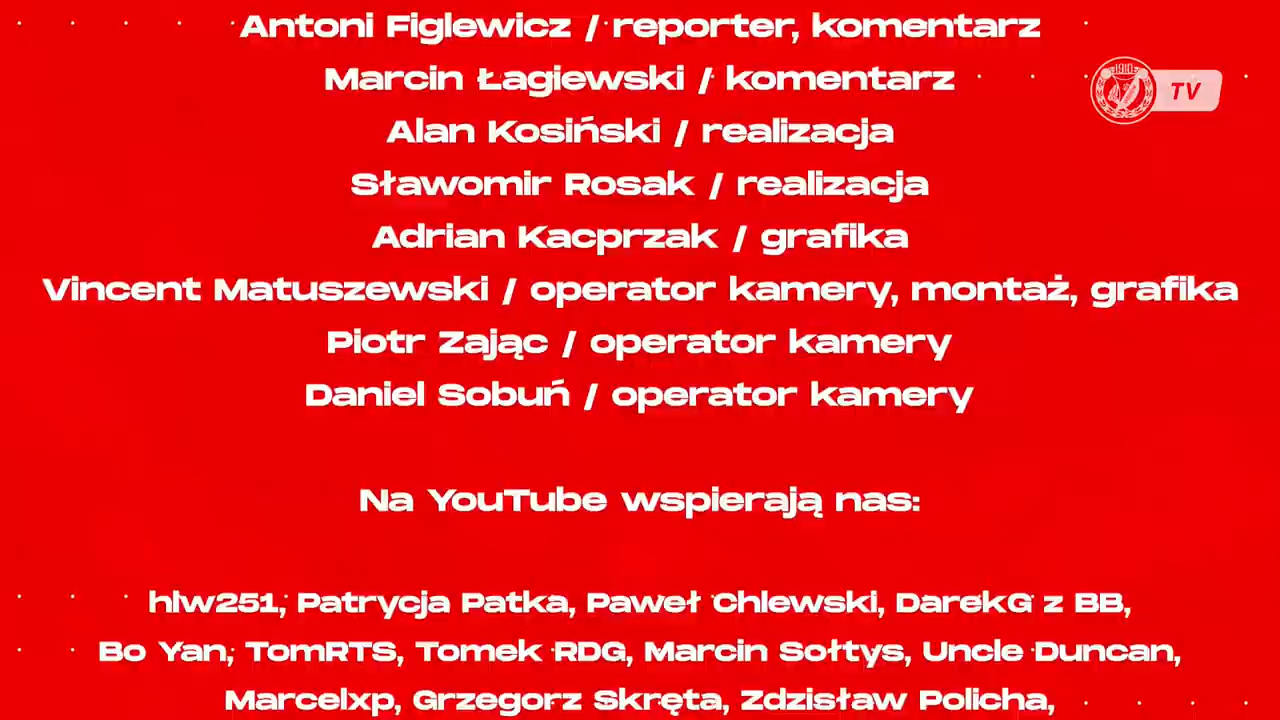 Antoni Figlewicz / reporter, komentarz
Marcin Łagiewski / komentarz
1910
TV
Alan Kosiński / realizacja
Sławomir Rosak / realizacja
Adrian Kacprzak / grafika
Vincent Matuszewski / operator kamery, montaż, grafika
Piotr Zając / operator kamery
Daniel Sobuń / operator kamery
Na YouTube wspierają nas:
hlw251, Patrycja Patka, Paweł Chlewski, DarekG z BB,
Bo Yan, TomRTS, Tomek RDG, Marcin Sołtys, Uncle Duncan,
Marcelxp, Grzegorz Skręta, Zdzisław Policha,